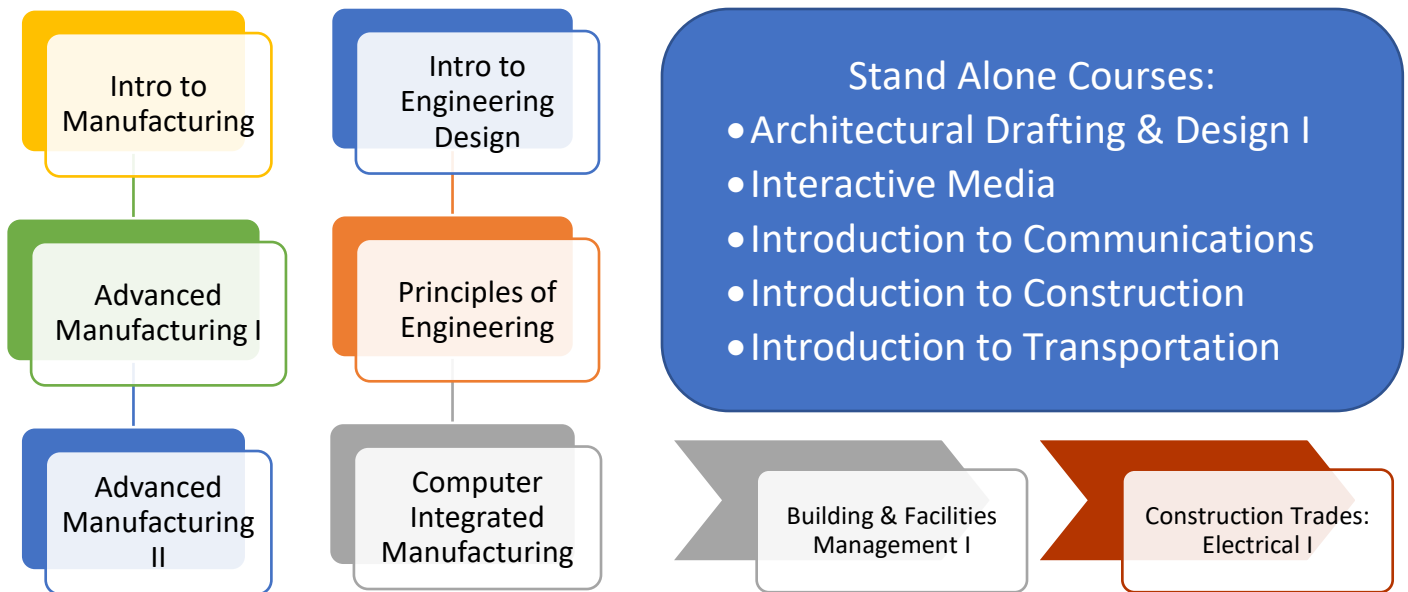 Intro to
Manufacturing
Advanced
Manufacturing I
Advanced
Manufacturing
II
Intro to
Engineering
Design
Principles of
Engineering
Computer
Integrated
Manufacturing
Stand Alone Courses:
•Architectural Drafting & Design I
•Interactive Media
•Introduction to Communications
•Introduction to Construction
•Introduction to Transportation
Building & Facilities
Management I
Construction Trades:
Electrical I